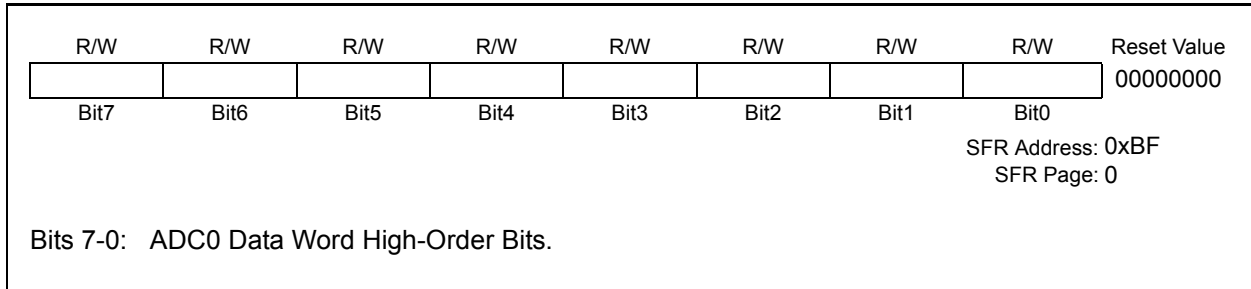 R/W R/W R/W R/W R/W R/W R/W R/W Reset Value
00000000
Bit7 Bit6 Bit5 Bit4 Bit3 Bit2 Bit1 Bit0
SFR Address: 0xBF
SFR Page: 0
Bits 7-0: ADC0 Data Word High-Order Bits.